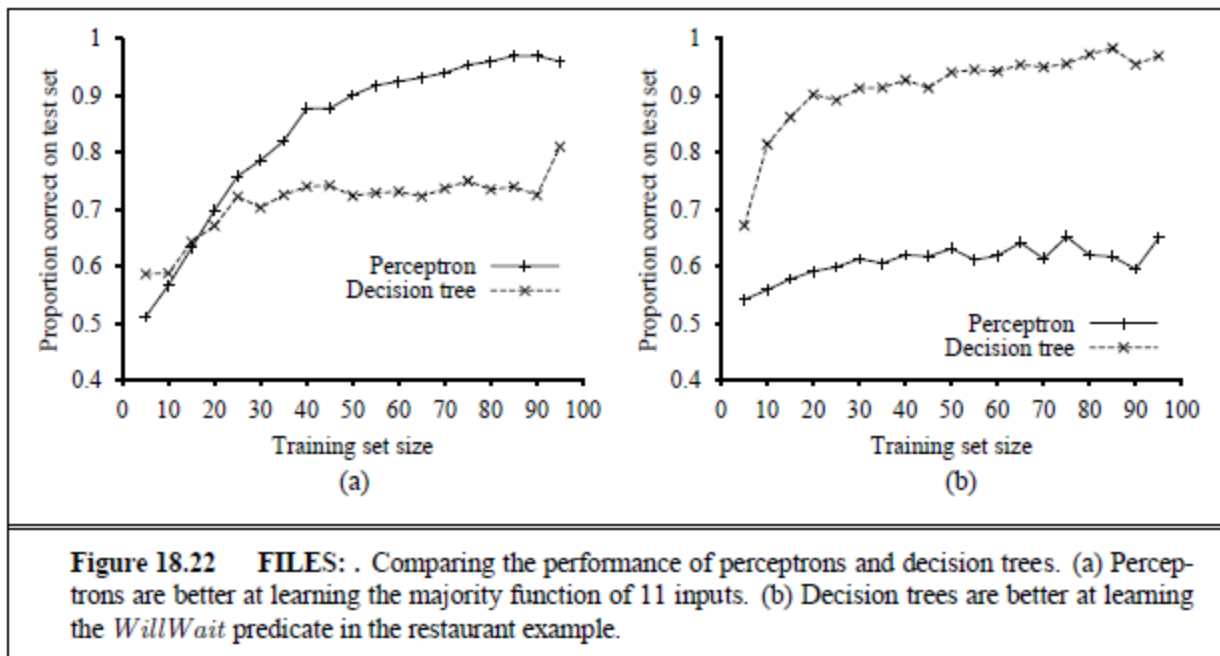 Proportion correct on test set
1
0.9
0.8
0.7
0.6
0.5
0.4
Perceptron
Decision tree
0 10 20 30 40 50 60 70 80 90 100
Training set size
(a)
Proportion correct on test set
1
0.9
0.8
0.7
0.6
0.5
0.4
Perceptron
Decision tree
0 10 20 30 40 50 60 70 80 90 100
Training set size
(b)
Figure 18.22 FILES: . Comparing the performance of perceptrons and decision trees. (a) Percep-
trons are better at learning the majority function of 11 inputs. (b) Decision trees are better at learning
the WillWait predicate in the restaurant example.